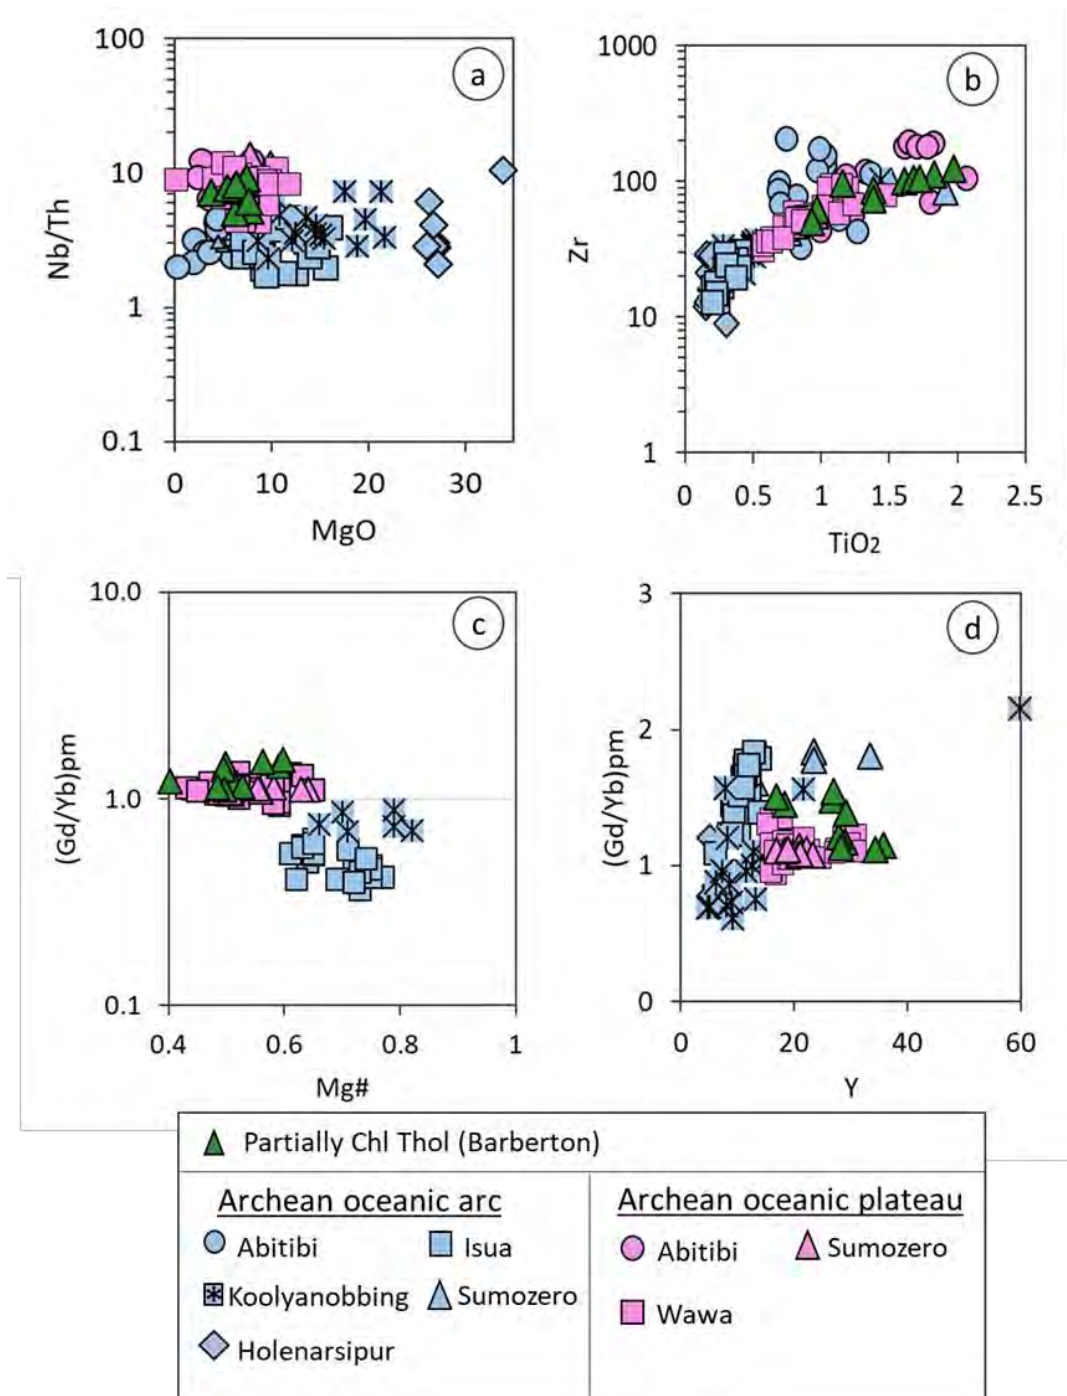 100
10
1
0.1
Nb/Th
0 10 20 30
MgO
a
1000
100
10
1
Zr
0 0.5 1 1.5 2 2.5
TiO2
b
10.0
1.0
0.1
(Gd/Yb)pm
0.4 0.6 0.8 1
Mg#
c
3
2
1
0
(Gd/Yb)pm
0 20 40 60
Y
d
Partially Chl Thol (Barberton)
Archean oceanic arc
Abitibi Isua
Koolyanobbing Sumozero
Holenarsipur
Archean oceanic plateau
Abitibi Sumozero
Wawa